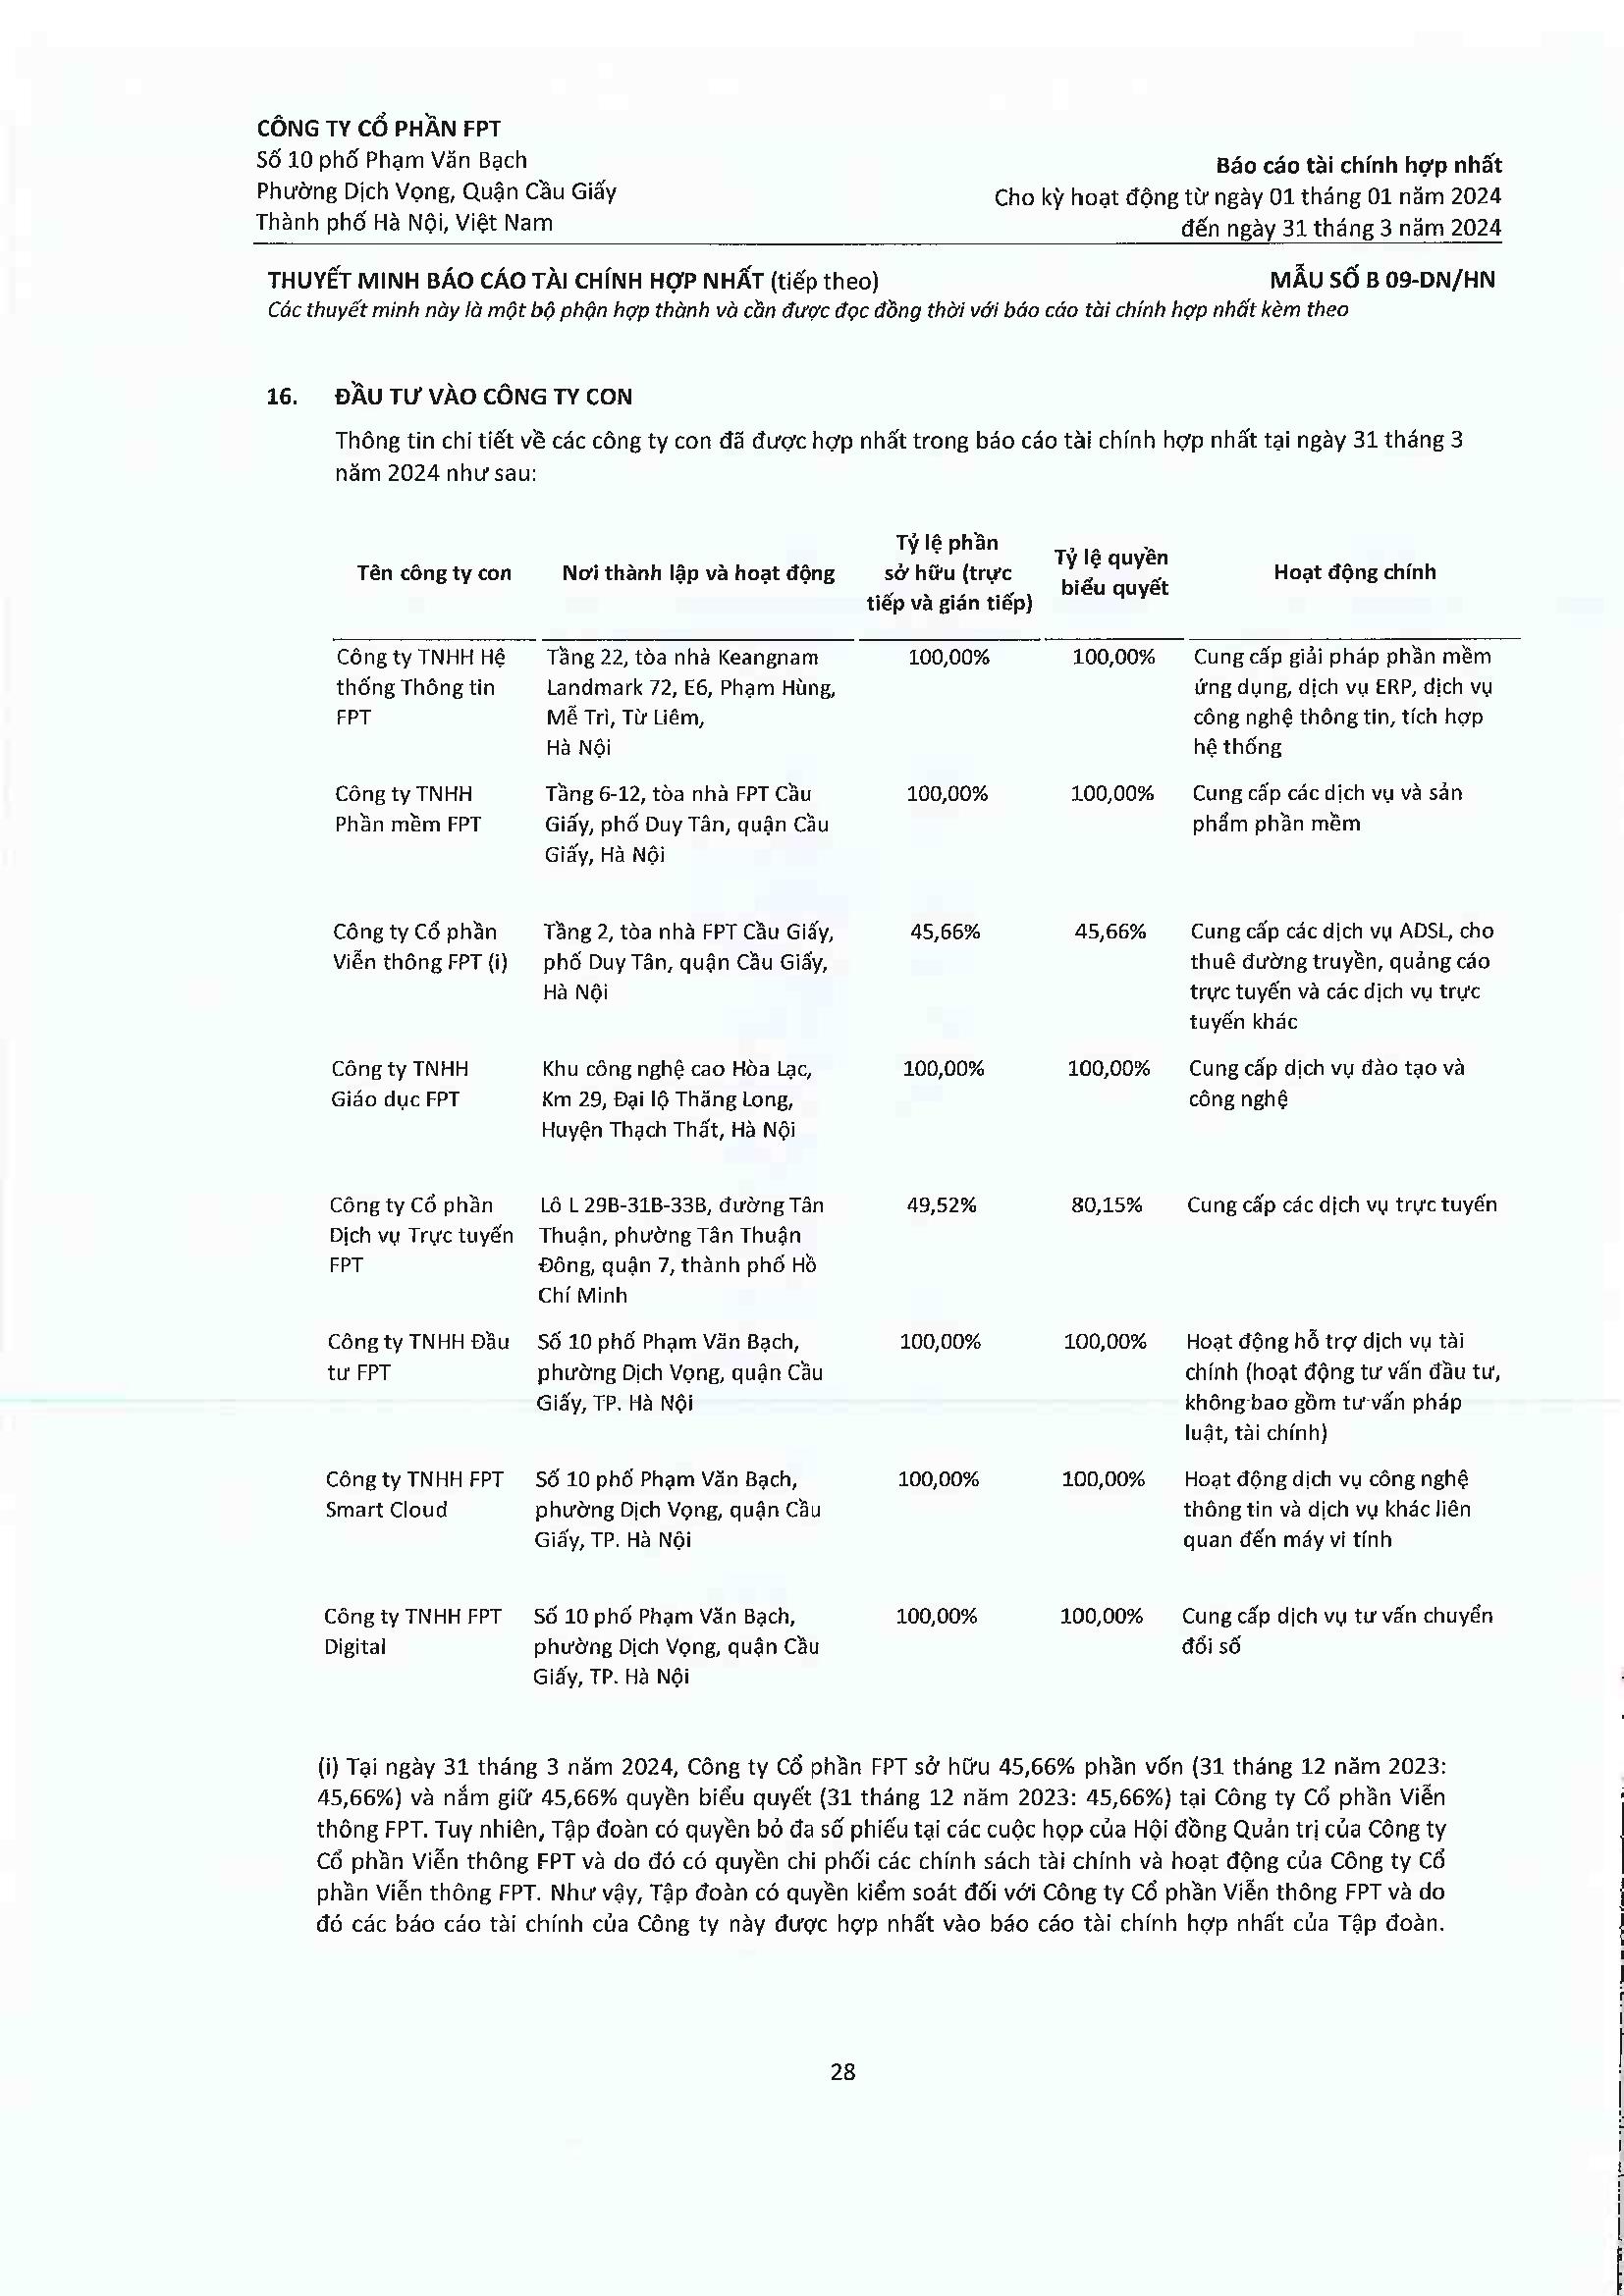 CÔNG TY CỔ PHẦN FPT
Số 10 phố Phạm Văn Bạch
Phường Dịch Vọng, Quận Cầu Giấy
Thành phố Hà Nội, Việt Nam
Báo cáo tài chính hợp nhất
Cho kỳ hoạt động từ ngày 01 tháng 01 năm 2024
đến ngày 31 tháng 3 năm 2024
THUYẾT MINH BÁO CÁO TÀI CHÍNH HỢP NHẤT (tiếp theo) MẪU SỐ B 09-DN/HN
Các thuyết minh này là một bộ phận hợp thành và cần được đọc đồng thời với báo cáo tài chính hợp nhất kèm theo
16. ĐẦU TƯ VÀO CÔNG TY CON
Thông tin chi tiết về các công ty con đã được hợp nhất trong báo cáo tài chính hợp nhất tại ngày 31 tháng 3
năm 2024 như sau:
Tên công ty con
Nơi thành lập và hoạt động
Tỷ lệ phần
sở hữu (trực
tiếp và gián tiếp)
Tỷ lệ quyền
biểu quyết
Hoạt động chính
Công ty TNHH Hệ
thống Thông tin
FPT
Tầng 22, tòa nhà Keangnam
Landmark 72, E6, Phạm Hùng,
Mễ Trì, Từ Liêm,
Hà Nội
100,00%
100,00%
Cung cấp giải pháp phần mềm
ứng dụng, dịch vụ ERP, dịch vụ
công nghệ thông tin, tích hợp
hệ thống
Công ty TNHH
Phần mềm FPT
Tầng 6-12, tòa nhà FPT Cầu
Giấy, phố Duy Tân, quận Cầu
Giấy, Hà Nội
100,00%
100,00%
Cung cấp các dịch vụ và sản
phẩm phần mềm
Công ty Cổ phần
Viễn thông FPT (i)
Tầng 2, tòa nhà FPT Cầu Giấy,
phố Duy Tân, quận Cầu Giấy,
Hà Nội
45,66%
45,66%
Cung cấp các dịch vụ ADSL, cho
thuê đường truyền, quảng cáo
trực tuyến và các dịch vụ trực
tuyến khác
Công ty TNHH
Giáo dục FPT
Khu công nghệ cao Hòa Lạc,
Km 29, Đại lộ Thăng Long,
Huyện Thạch Thất, Hà Nội
100,00%
100,00%
Cung cấp dịch vụ đào tạo và
công nghệ
Công ty Cổ phần
Dịch vụ Trực tuyến
FPT
Lô L 29B-31B-33B, đường Tân
Thuận, phường Tân Thuận
Đông, quận 7, thành phố Hồ
Chí Minh
49,52%
80,15%
Cung cấp các dịch vụ trực tuyến
Công ty TNHH Đầu
tư FPT
Số 10 phố Phạm Văn Bạch,
phường Dịch Vọng, quận Cầu
Giấy, TP. Hà Nội
100,00%
100,00%
Hoạt động hỗ trợ dịch vụ tài
chính (hoạt động tư vấn đầu tư,
không bao gồm tư vấn pháp
luật, tài chính)
Công ty TNHH FPT
Smart Cloud
Số 10 phố Phạm Văn Bạch,
phường Dịch Vọng, quận Cầu
Giấy, TP. Hà Nội
100,00%
100,00%
Hoạt động dịch vụ công nghệ
thông tin và dịch vụ khác liên
quan đến máy vi tính
Công ty TNHH FPT
Digital
Số 10 phố Phạm Văn Bạch,
phường Dịch Vọng, quận Cầu
Giấy, TP. Hà Nội
100,00%
100,00%
Cung cấp dịch vụ tư vấn chuyển
đổi số
(i) Tại ngày 31 tháng 3 năm 2024, Công ty Cổ phần FPT sở hữu 45,66% phần vốn (31 tháng 12 năm 2023:
45,66%) và nắm giữ 45,66% quyền biểu quyết (31 tháng 12 năm 2023: 45,66%) tại Công ty Cổ phần Viễn
thông FPT. Tuy nhiên, Tập đoàn có quyền bỏ đa số phiếu tại các cuộc họp của Hội đồng Quản trị của Công ty
Cổ phần Viễn thông FPT và do đó có quyền chi phối các chính sách tài chính và hoạt động của Công ty Cổ
phần Viễn thông FPT. Như vậy, Tập đoàn có quyền kiểm soát đối với Công ty Cổ phần Viễn thông FPT và do
đó các báo cáo tài chính của Công ty này được hợp nhất vào báo cáo tài chính hợp nhất của Tập đoàn.
28